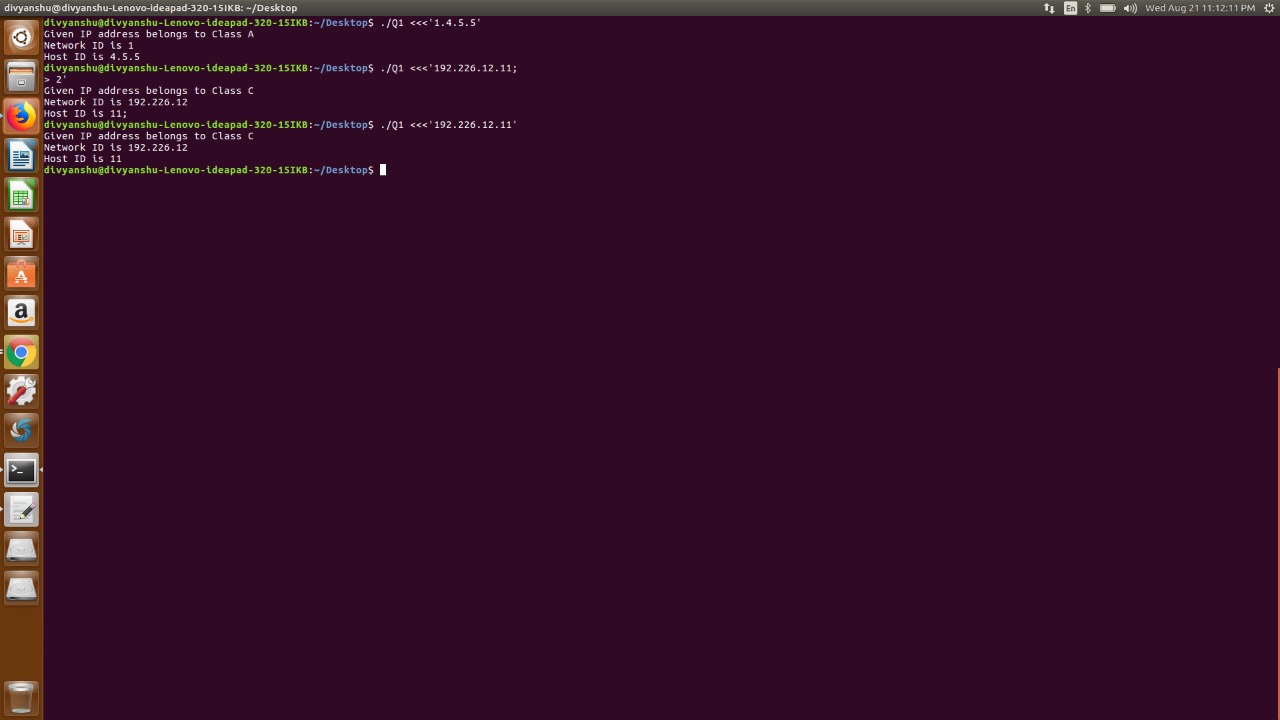 divyanshu@divyanshu-Lenovo-ideapad-320-15IKB: ~/Desktop
En
Wed Aug 21 11:12:11 PM
divyanshu@divyanshu-Lenovo-ideapad-320-15IKB:~/Desktop$ ./Q1 <<<'1.4.5.5'
Given IP address belongs to Class A
Network ID is 1
Host ID is 4.5.5
divyanshu@divyanshu-Lenovo-ideapad-320-15IKB:~/Desktop$ ./Q1 <<<'192.226.12.11;
> 2'
Given IP address belongs to Class C
Network ID is 192.226.12
Host ID is 11;
divyanshu@divyanshu-Lenovo-ideapad-320-15IKB:~/Desktop$ ./Q1 <<<'192.226.12.11'
Given IP address belongs to Class C
Network ID is 192.226.12
Host ID is 11
divyanshu@divyanshu-Lenovo-ideapad-320-15IKB:~/Desktop$